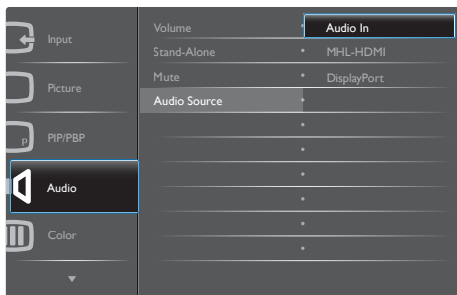 Input
Picture
P
PIP/PBP
Audio
Color
Volume
Stand-Alone
Mute
Audio Source
Audio In
MHL-HDMI
DisplayPort